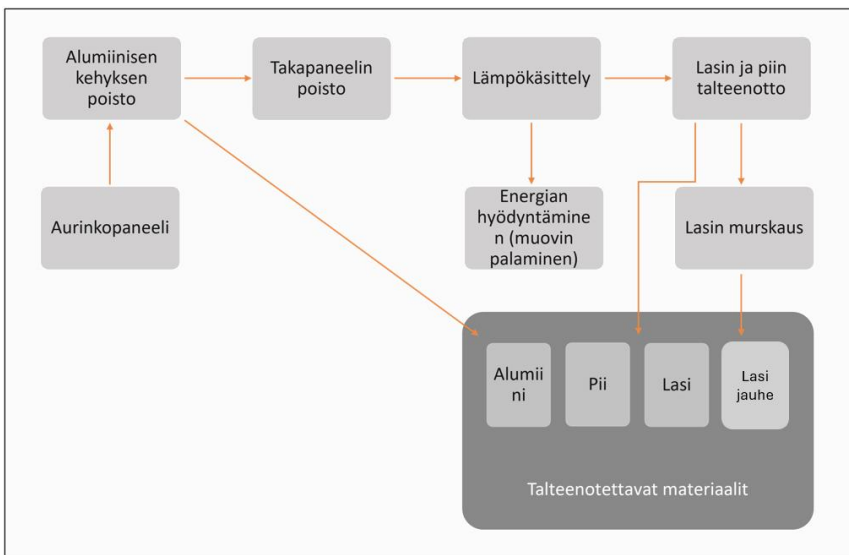 Alumiinisen
kehyksen
poisto
Takapaneelin
poisto
Lämpökäsittely
Lasin ja piin
talteenotto
Aurinkopaneeli
Energian
hyödyntämine
n (muovin
palaminen)
Lasin murskaus
Alumii
ni
Pii
Lasi
Lasi
jauhe
Talteenotettavat materiaalit